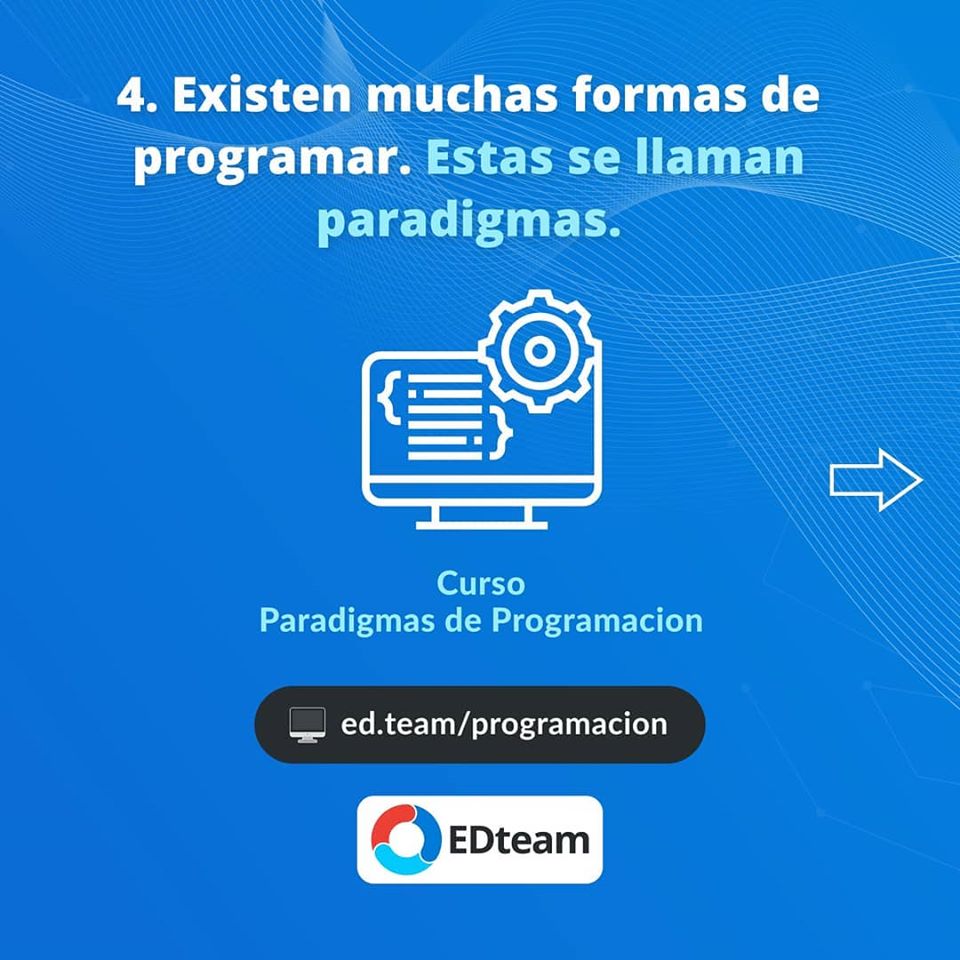 4. Existen muchas formas de
programar. Estas se llaman
paradigmas.
Curso
Paradigmas de Programacion
ed.team/programacion
EDteam